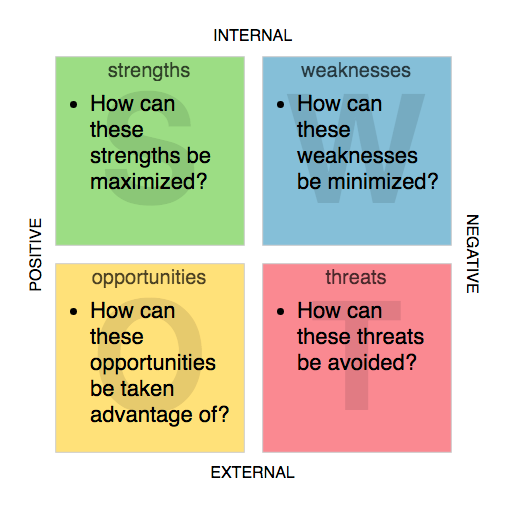 INTERNAL
strengths
S
• How can
these
strengths be
maximized?
weaknesses
W
• How can
these
weaknesses
be minimized?
POSITIVE
NEGATIVE
opportunities
O
• How can
these
opportunities
be taken
advantage of?
threats
T
• How can
these threats
be avoided?
EXTERNAL